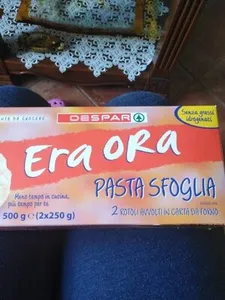 DESPAR
Senza grassi
idrogenati
Era ora
PASTA SFOGLIA
Meno tempo in cucina,
più tempo per te
500 g e (2x250 g)
2 ROTOLI AVVOLTI IN CARTA DA FORNO